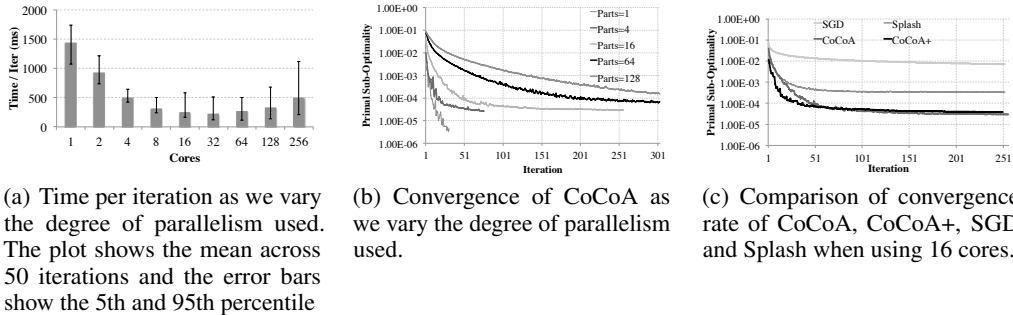 2000
1500
1000
500
0
Time / Iter (ms)
1 2 4 8 16 32 64 128 256
Cores
1.00E+00
1.00E-01
1.00E-02
1.00E-03
1.00E-04
1.00E-05
1.00E-06
Primal Sub-Optimality
Parts=1
Parts=4
Parts=16
Parts=64
Parts=128
1 51 101 151 201 251 301
Iteration
1.00E+00
1.00E-01
1.00E-02
1.00E-03
1.00E-04
1.00E-05
1.00E-06
Primal Sub-Optimality
SGD Splash
CoCoA CoCoA+
1 51 101 151 201 251
Iteration
(a) Time per iteration as we vary
the degree of parallelism used.
The plot shows the mean across
50 iterations and the error bars
show the 5th and 95th percentile
(b) Convergence of CoCoA as
we vary the degree of parallelism
used.
(c) Comparison of convergence
rate of CoCoA, CoCoA+, SGD
and Splash when using 16 cores.